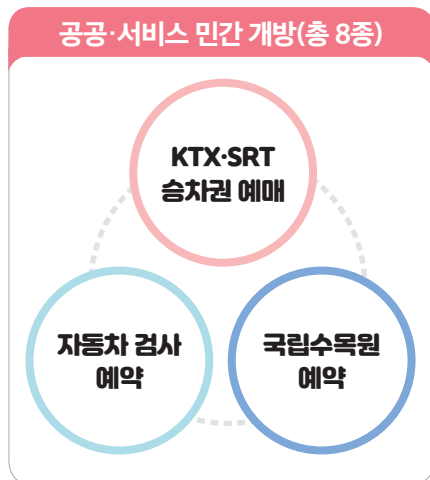 공공·서비스 민간 개방(총 8종)
KTX·SRT
승차권 예매
자동차 검사
예약
국립수목원
예약